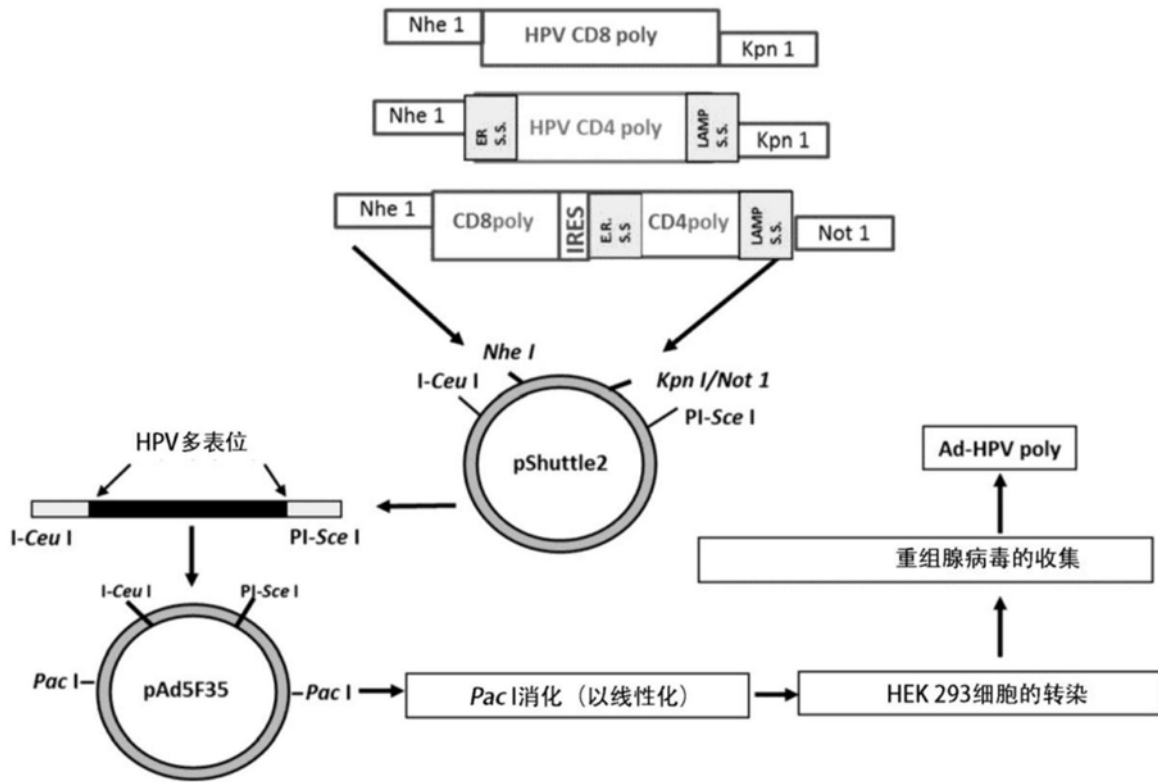 Nhe 1
HPV CD8 poly
Kpn 1
Nhe 1
ER
S.S.
HPV CD4 poly
LAMP
S.S.
Kpn 1
Nhe 1
CD8poly
IRES
E.R.
S.S
CD4poly
LAMP
S.S.
Not 1
Nhe I
I-Ceu I
Kpn I/Not 1
PI-Sce I
pShuttle2
HPV多表位
I-Ceu I
PI-Sce I
I-Ceu I
PI-Sce I
Pac I
pAd5F35
Pac I
Pac I消化（以线性化）
HEK 293细胞的转染
重组腺病毒的收集
Ad-HPV poly